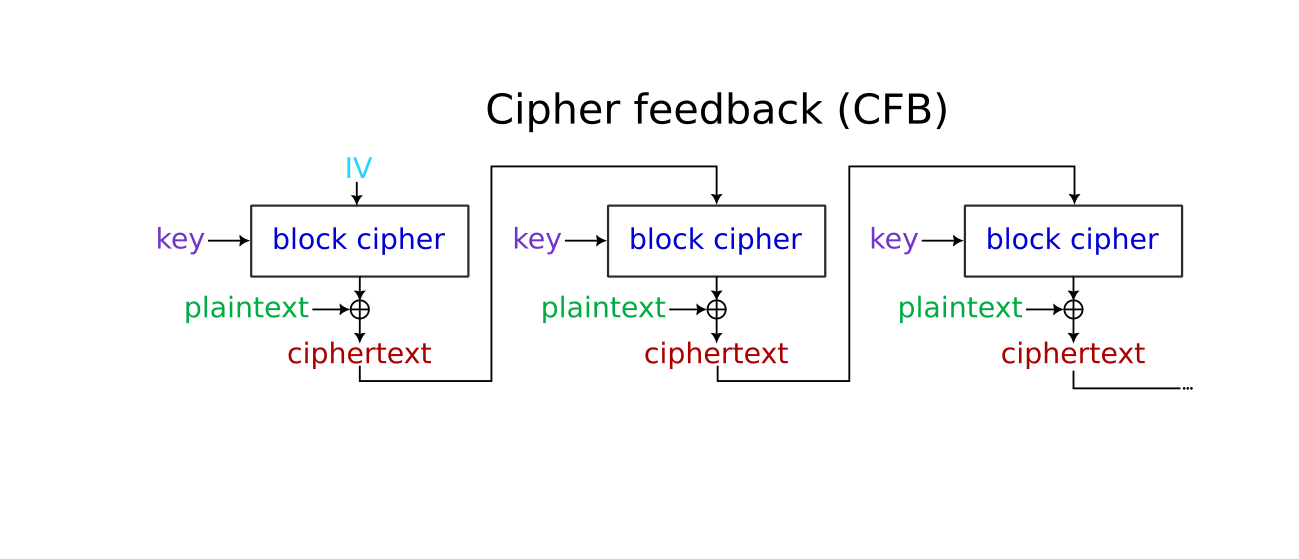 Cipher feedback (CFB)
IV
key block cipher key block cipher key block cipher
plaintext plaintext plaintext
ciphertext ciphertext ciphertext
...